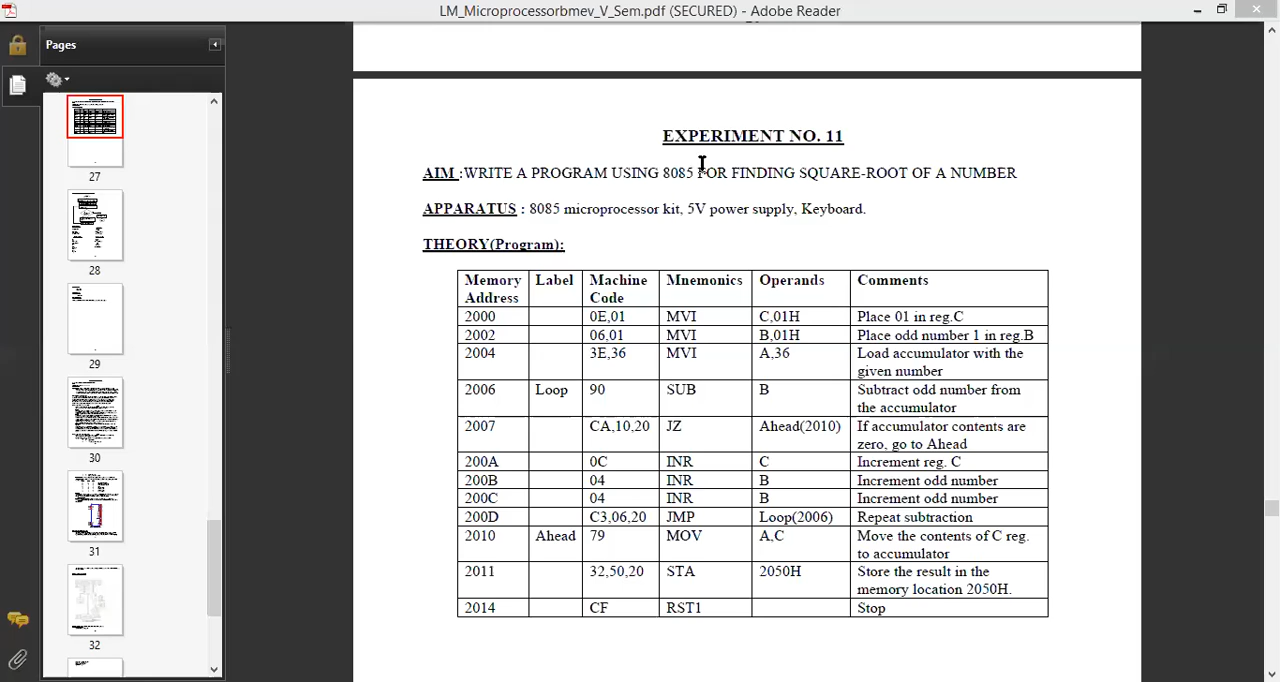 LM_Microprocessorbmev_V_Sem.pdf (SECURED) - Adobe Reader
Pages
27
28
29
30
31
32
EXPERIMENT NO. 11
AIM :WRITE A PROGRAM USING 8085 FOR FINDING SQUARE-ROOT OF A NUMBER
APPARATUS : 8085 microprocessor kit, 5V power supply, Keyboard.
THEORY(Program):
Memory Address Label Machine Code Mnemonics Operands Comments
2000 0E,01 MVI C,01H Place 01 in reg.C
2002 06,01 MVI B,01H Place odd number 1 in reg.B
2004 3E,36 MVI A,36 Load accumulator with the
given number
2006 Loop 90 SUB B Subtract odd number from
the accumulator
2007 CA,10,20 JZ Ahead(2010) If accumulator contents are
zero, go to Ahead
200A 0C INR C Increment reg. C
200B 04 INR B Increment odd number
200C 04 INR B Increment odd number
200D C3,06,20 JMP Loop(2006) Repeat subtraction
2010 Ahead 79 MOV A,C Move the contents of C reg.
to accumulator
2011 32,50,20 STA 2050H Store the result in the
memory location 2050H.
2014 CF RST1 Stop